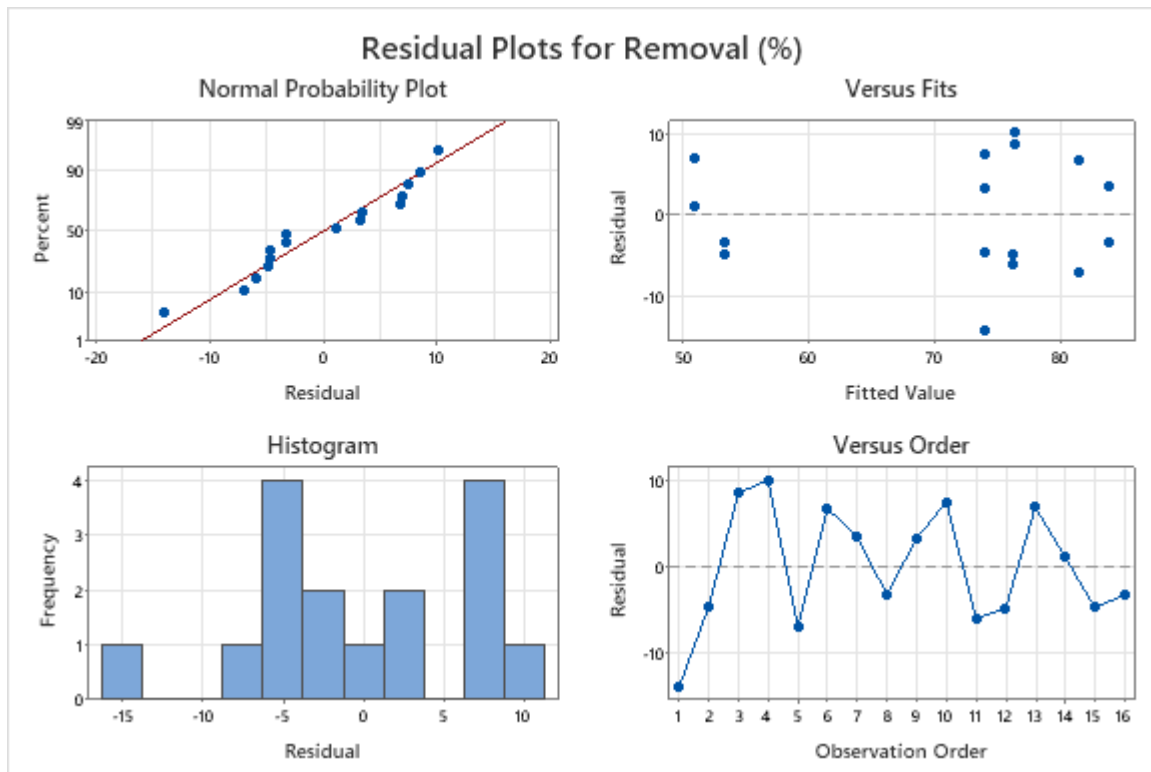 Residual Plots for Removal (%)
Normal Probability Plot
Percent
99
90
50
10
1
-20 -10 0 10 20
Residual
Versus Fits
Residual
10
0
-10
50 60 70 80
Fitted Value
Histogram
Frequency
4
3
2
1
0
-15 -10 -5 0 5 10
Residual
Versus Order
Residual
10
0
-10
1 2 3 4 5 6 7 8 9 10 11 12 13 14 15 16
Observation Order